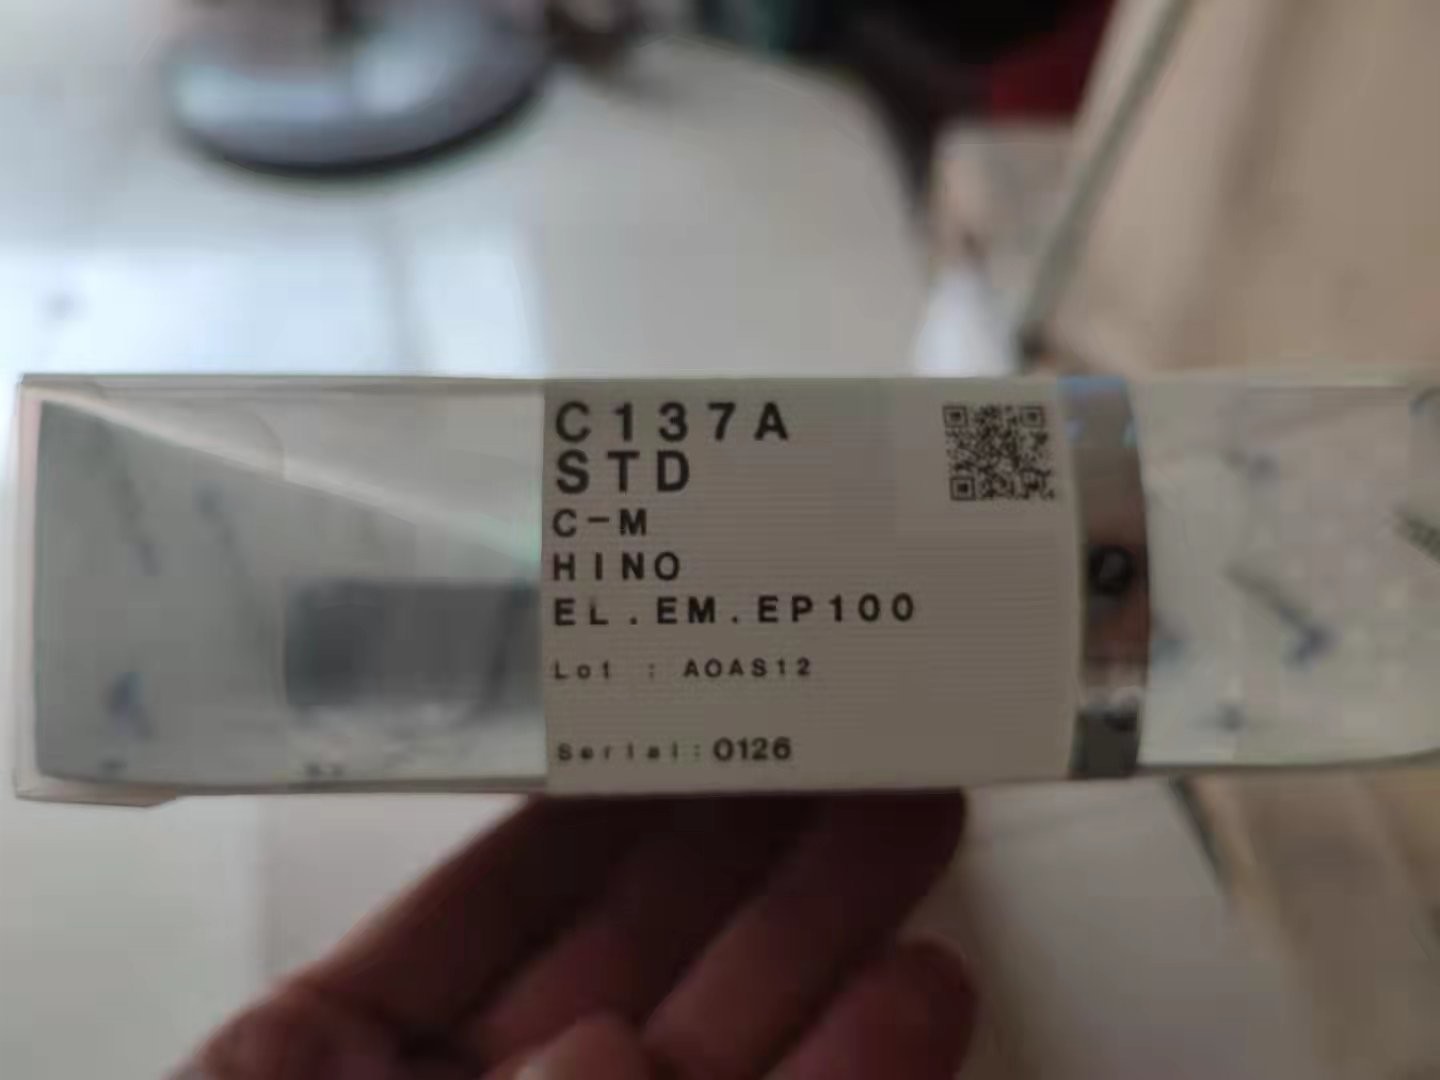 C137A
STD
C-M
HINO
EL.EM.EP100
Lot : AOAS12
Serial:0126